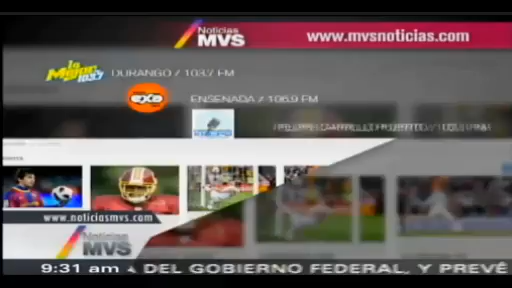 Noticias
MVS
www.mvsnoticias.com
la
Mejor
103.7
DURANGO / 103.7 FM
exa
ENSENADA / 106.9 FM
www.noticiasmvs.com
Noticias
MVS
9:31 am
DEL GOBIERNO FEDERAL, Y PREVÉ